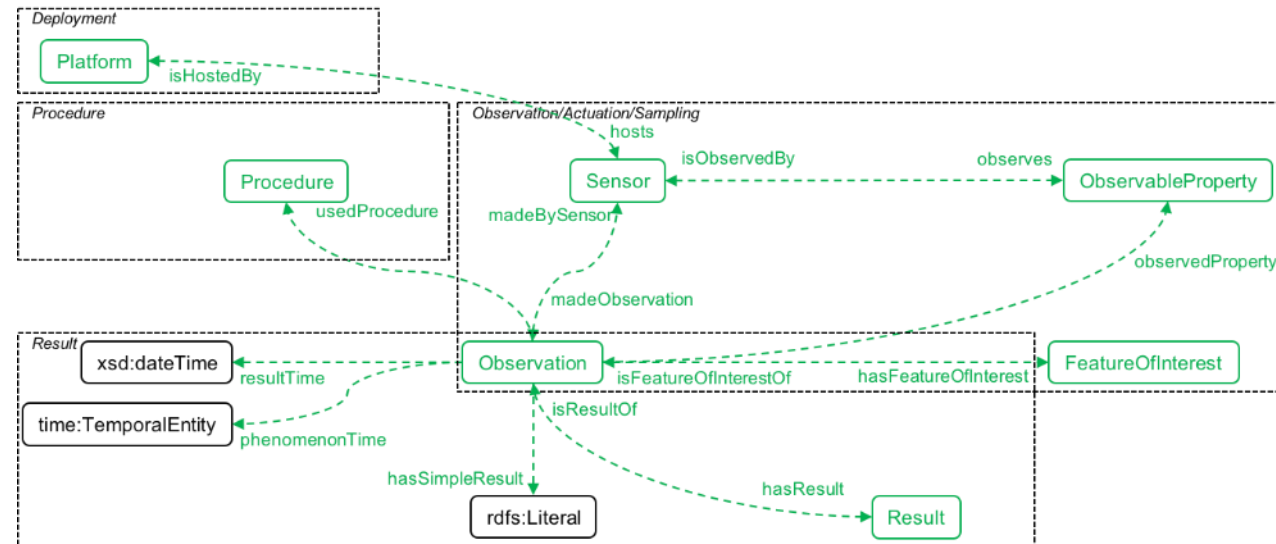 Deployment
Platform
isHostedBy
Procedure
Observation/Actuation/Sampling
hosts
isObservedBy
observes
Procedure
Sensor
ObservableProperty
usedProcedure
madeBySensor
observedProperty
madeObservation
Result
xsd:dateTime
Observation
FeatureOfInterest
resultTime
isFeatureOfInterestOf
hasFeatureOfInterest
time:TemporalEntity
isResultOf
phenomenonTime
hasSimpleResult
hasResult
rdfs:Literal
Result